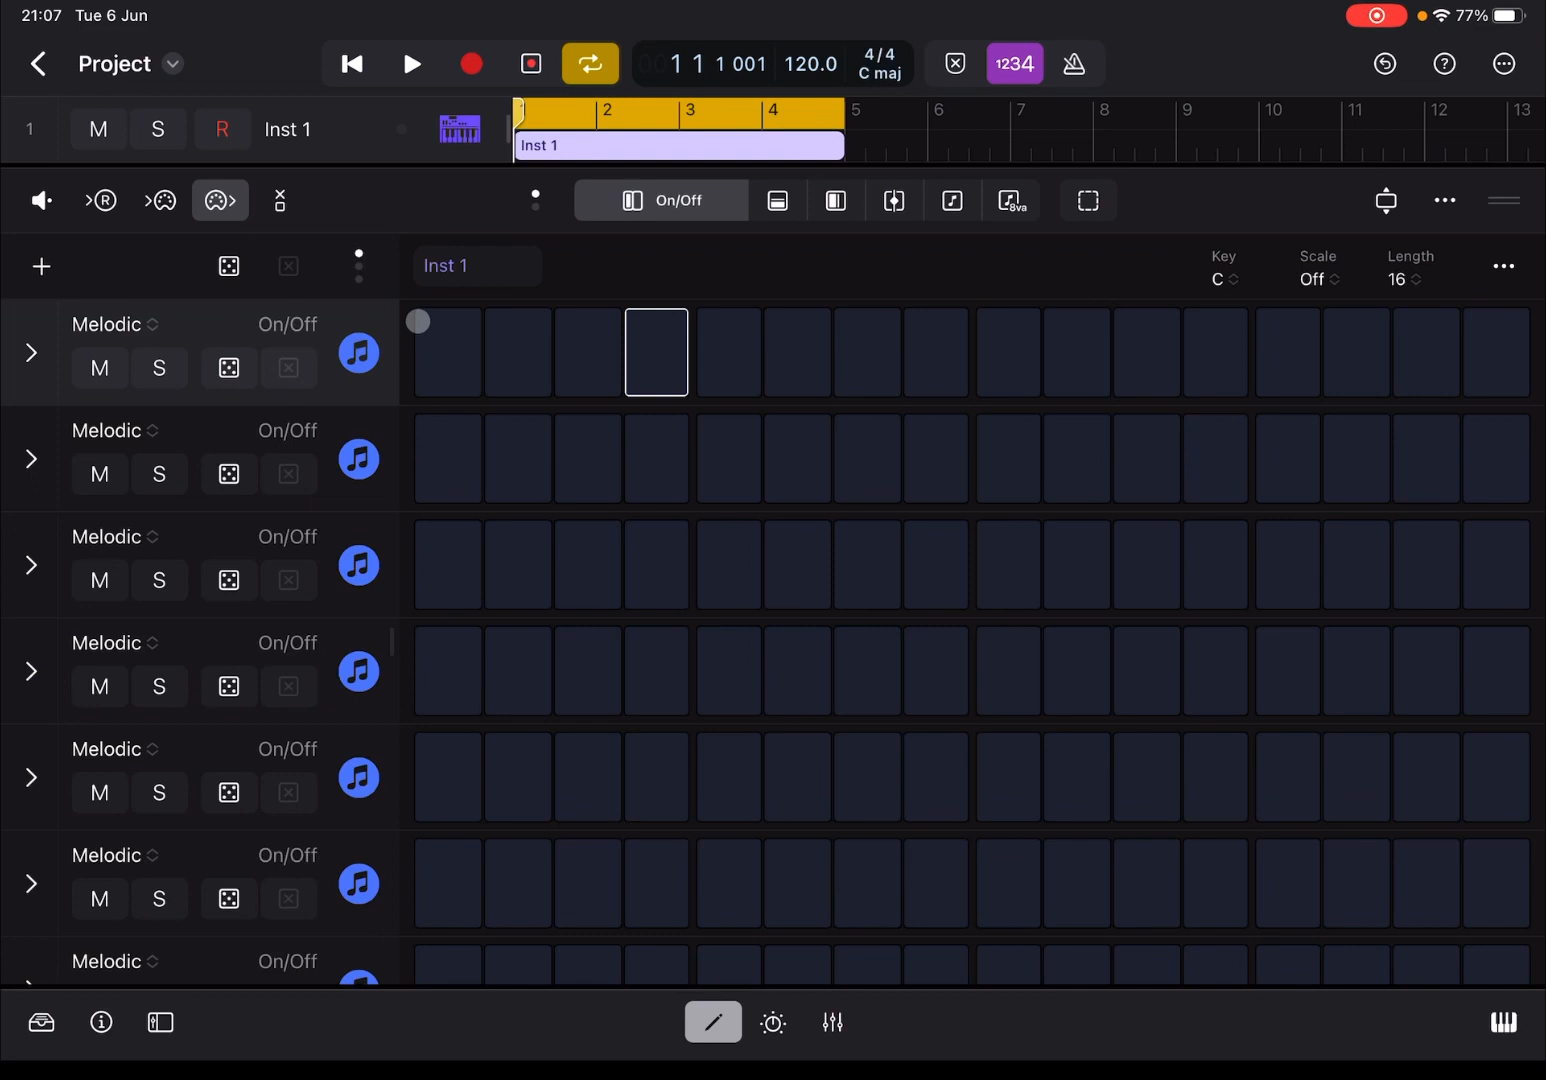 21:07 Tue 6 Jun 77%
Project 00 1 1 1 001 120.0 4/4 C maj 1234
1 M S R Inst 1 1 2 3 4 5 6 7 8 9 10 11 12 13
Inst 1
R On/Off 8va
Inst 1 Key Scale Length
C Off 16
Melodic On/Off
M S
Melodic On/Off
M S
Melodic On/Off
M S
Melodic On/Off
M S
Melodic On/Off
M S
Melodic On/Off
M S
Melodic On/Off